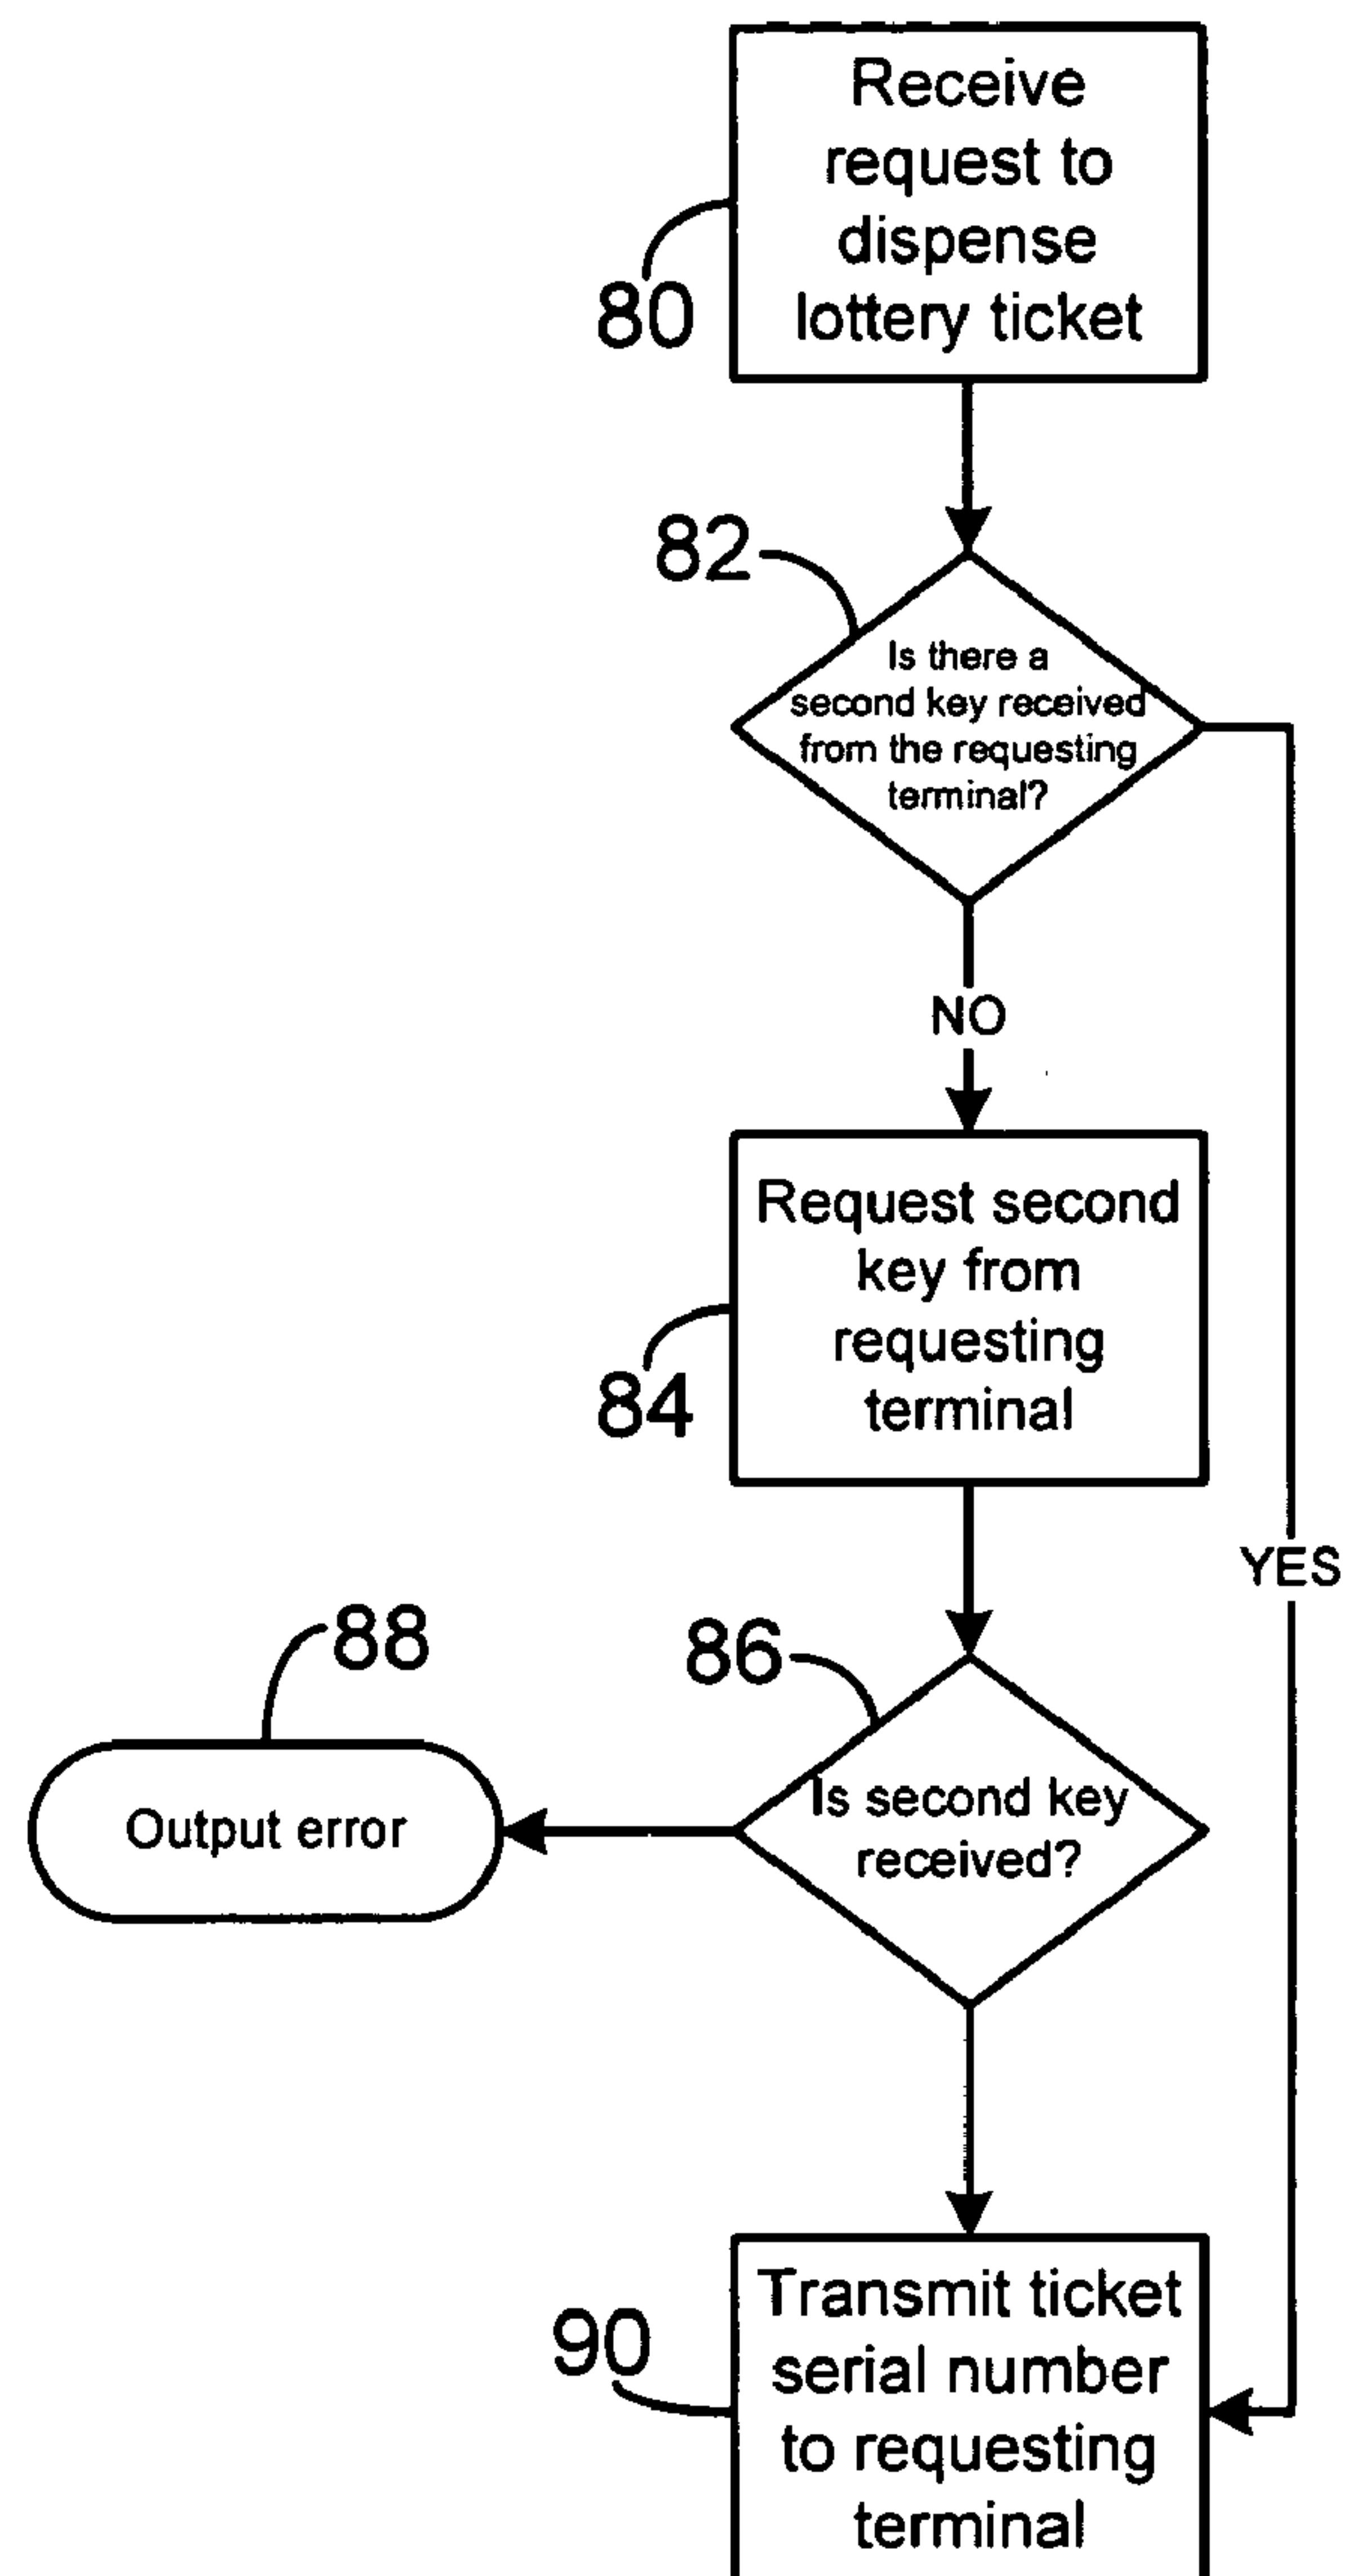 Receive
request to
dispense
lottery ticket
80
82
Is there a
second key received
from the requesting
terminal?
NO
Request second
key from
requesting
terminal
84
YES
88
86
Output error
Is second key
received?
90
Transmit ticket
serial number
to requesting
terminal